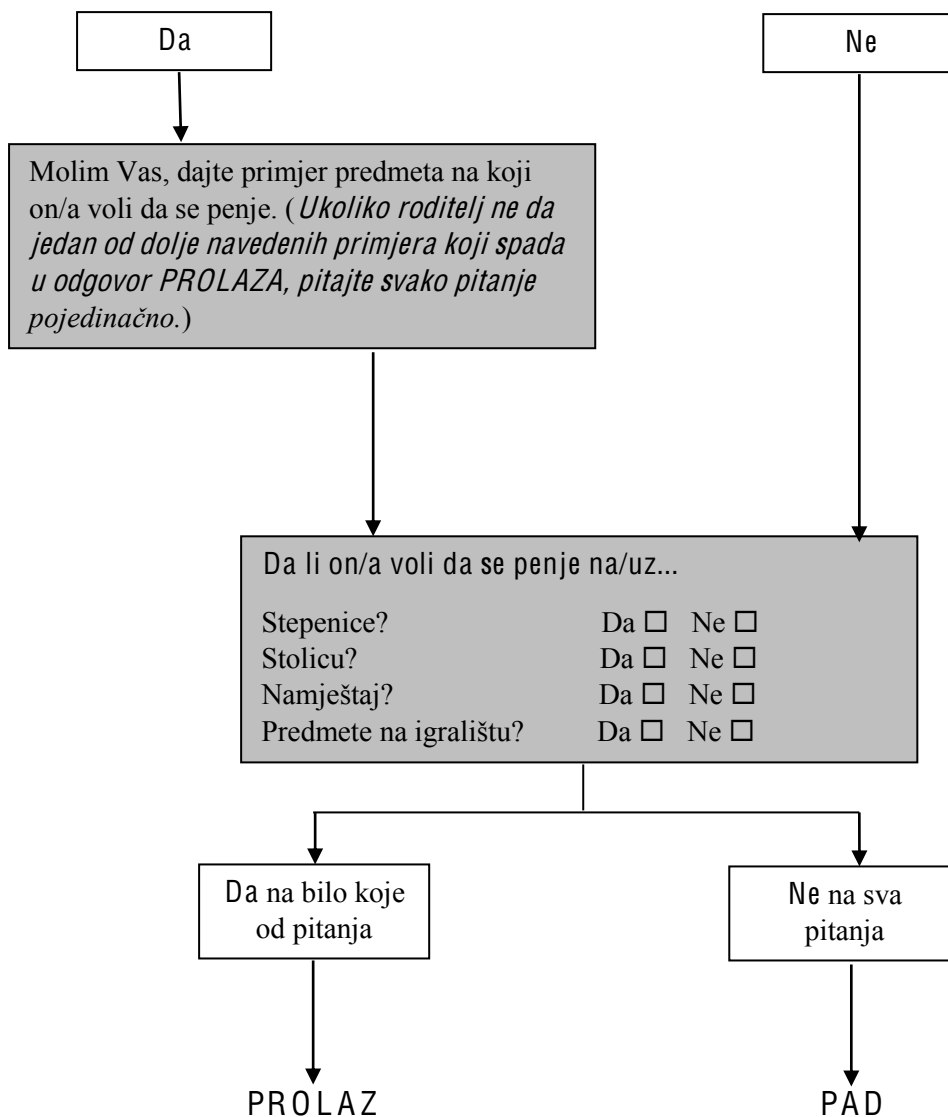 Da
Ne
Molim Vas, dajte primjer predmeta na koji
on/a voli da se penje. (Ukoliko roditelj ne da
jedan od dolje navedenih primjera koji spada
u odgovor PROLAZA, pitajte svako pitanje
pojedinačno.)
Da li on/a voli da se penje na/uz...
Stepenice? Da ☐ Ne ☐
Stolicu? Da ☐ Ne ☐
Namještaj? Da ☐ Ne ☐
Predmete na igralištu? Da ☐ Ne ☐
Da na bilo koje
od pitanja
Ne na sva
pitanja
PROLAZ
PAD